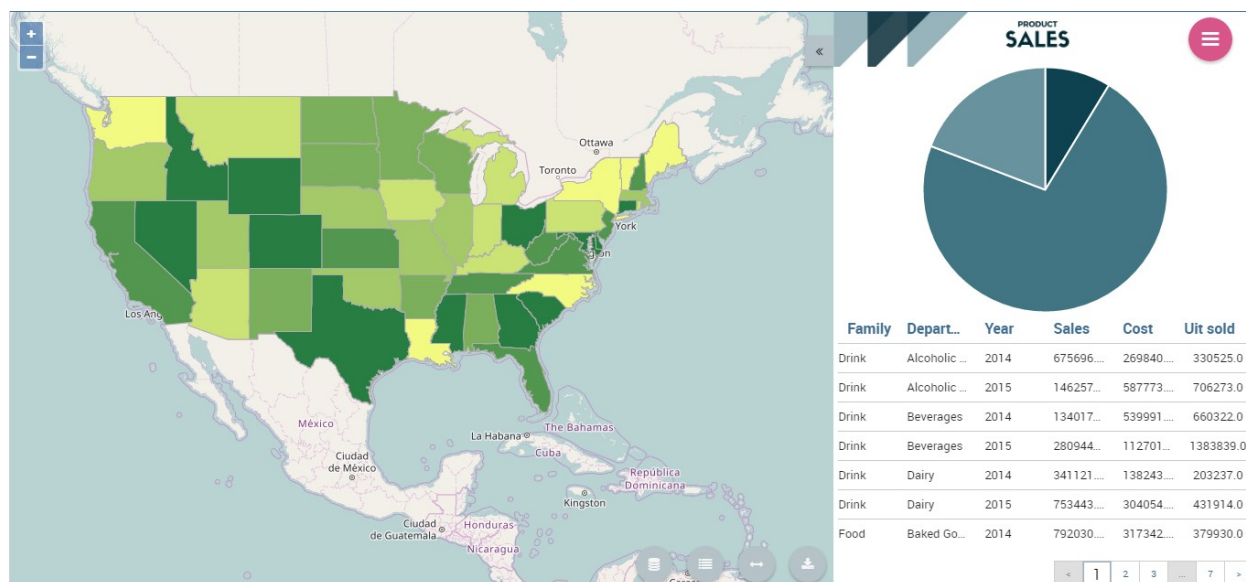 +
−
«
Ottawa
Toronto
York
Los Ang
México
Ciudad
de México
La Habana
The Bahamas
Cuba
República
Dominicana
Kingston
Ciudad
de Guatemala
Honduras
Nicaragua
PRODUCT
SALES
Family Depart... Year Sales Cost Uit sold
Drink Alcoholic ... 2014 675696.... 269840.... 330525.0
Drink Alcoholic ... 2015 146257... 587773.... 706273.0
Drink Beverages 2014 134017... 539991.... 660322.0
Drink Beverages 2015 280944... 112701... 1383839.0
Drink Dairy 2014 341121.... 138243.... 203237.0
Drink Dairy 2015 753443.... 304054.... 431914.0
Food Baked Go... 2014 792030.... 317342.... 379930.0
« 1 2 3 ... 7 »